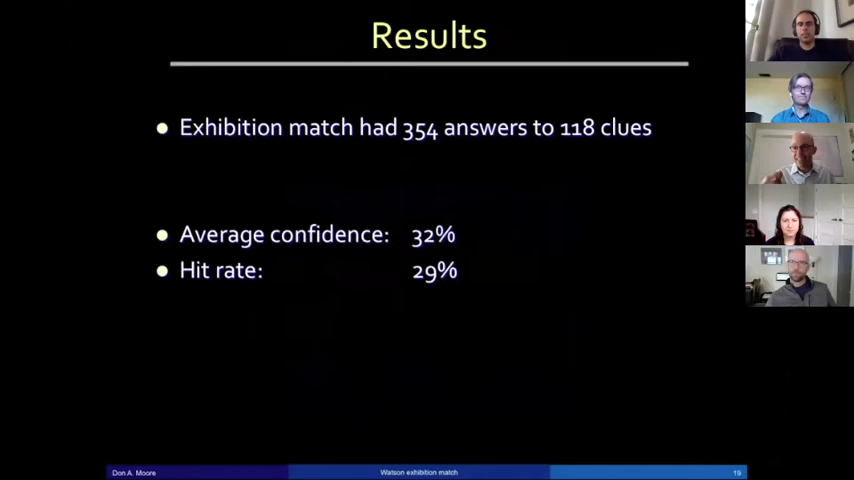 Results
Exhibition match had 354 answers to 118 clues
Average confidence: 32%
Hit rate: 29%
Don A. Moore
Watson exhibition match
19